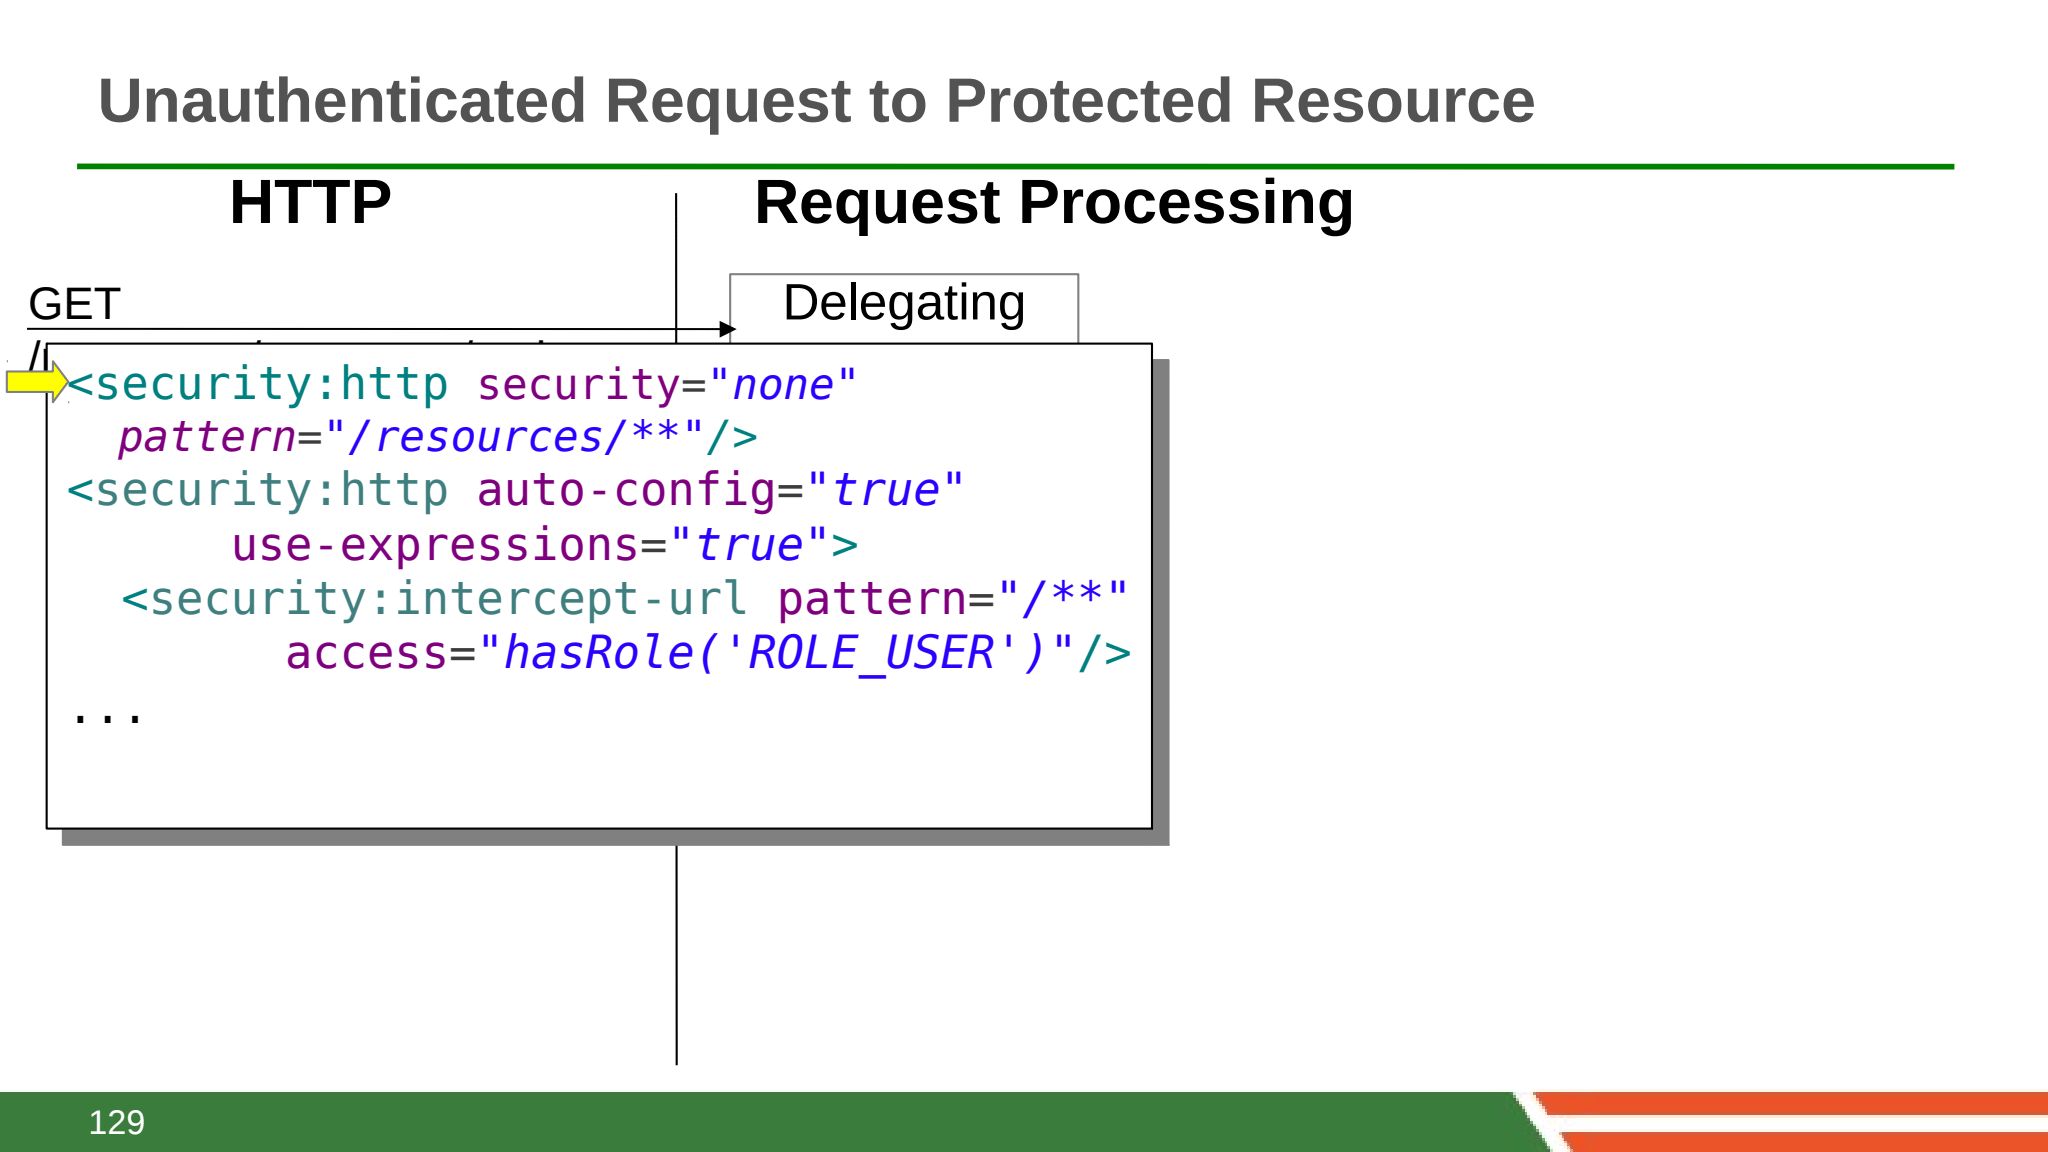 Unauthenticated Request to Protected Resource
HTTP
Request Processing
GET
Delegating
<security:http security="none"
pattern="/resources/**"/>
<security:http auto-config="true"
use-expressions="true">
<security:intercept-url pattern="/**"
access="hasRole('ROLE_USER')"/>
...
129